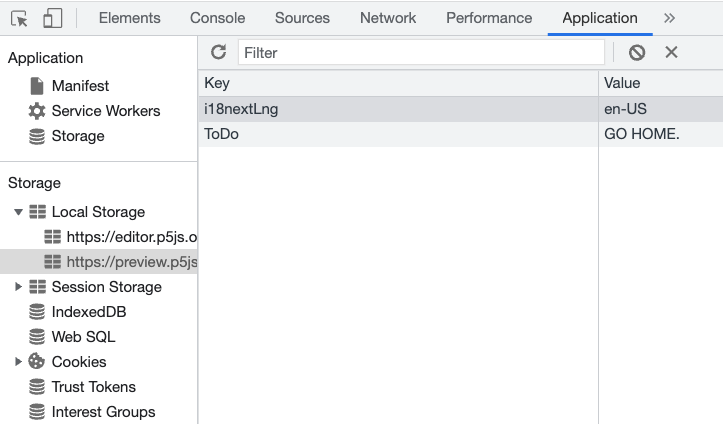 Elements Console Sources Network Performance Application »
Filter
Application
Manifest
Service Workers
Storage
Storage
Local Storage
https://editor.p5js.o
https://preview.p5js
Session Storage
IndexedDB
Web SQL
Cookies
Trust Tokens
Interest Groups
Key Value
i18nextLng en-US
ToDo GO HOME.